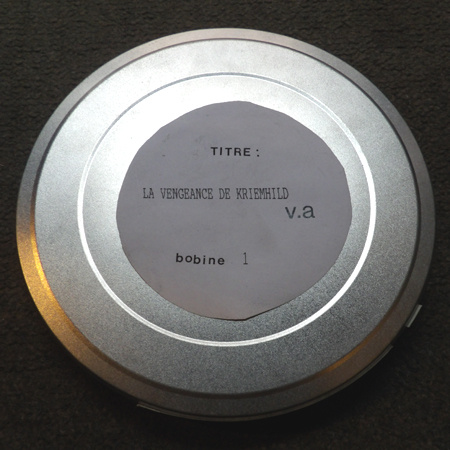 TITRE:
LA VENGEANCE DE KRIEMHILD
v.a
bobine 1